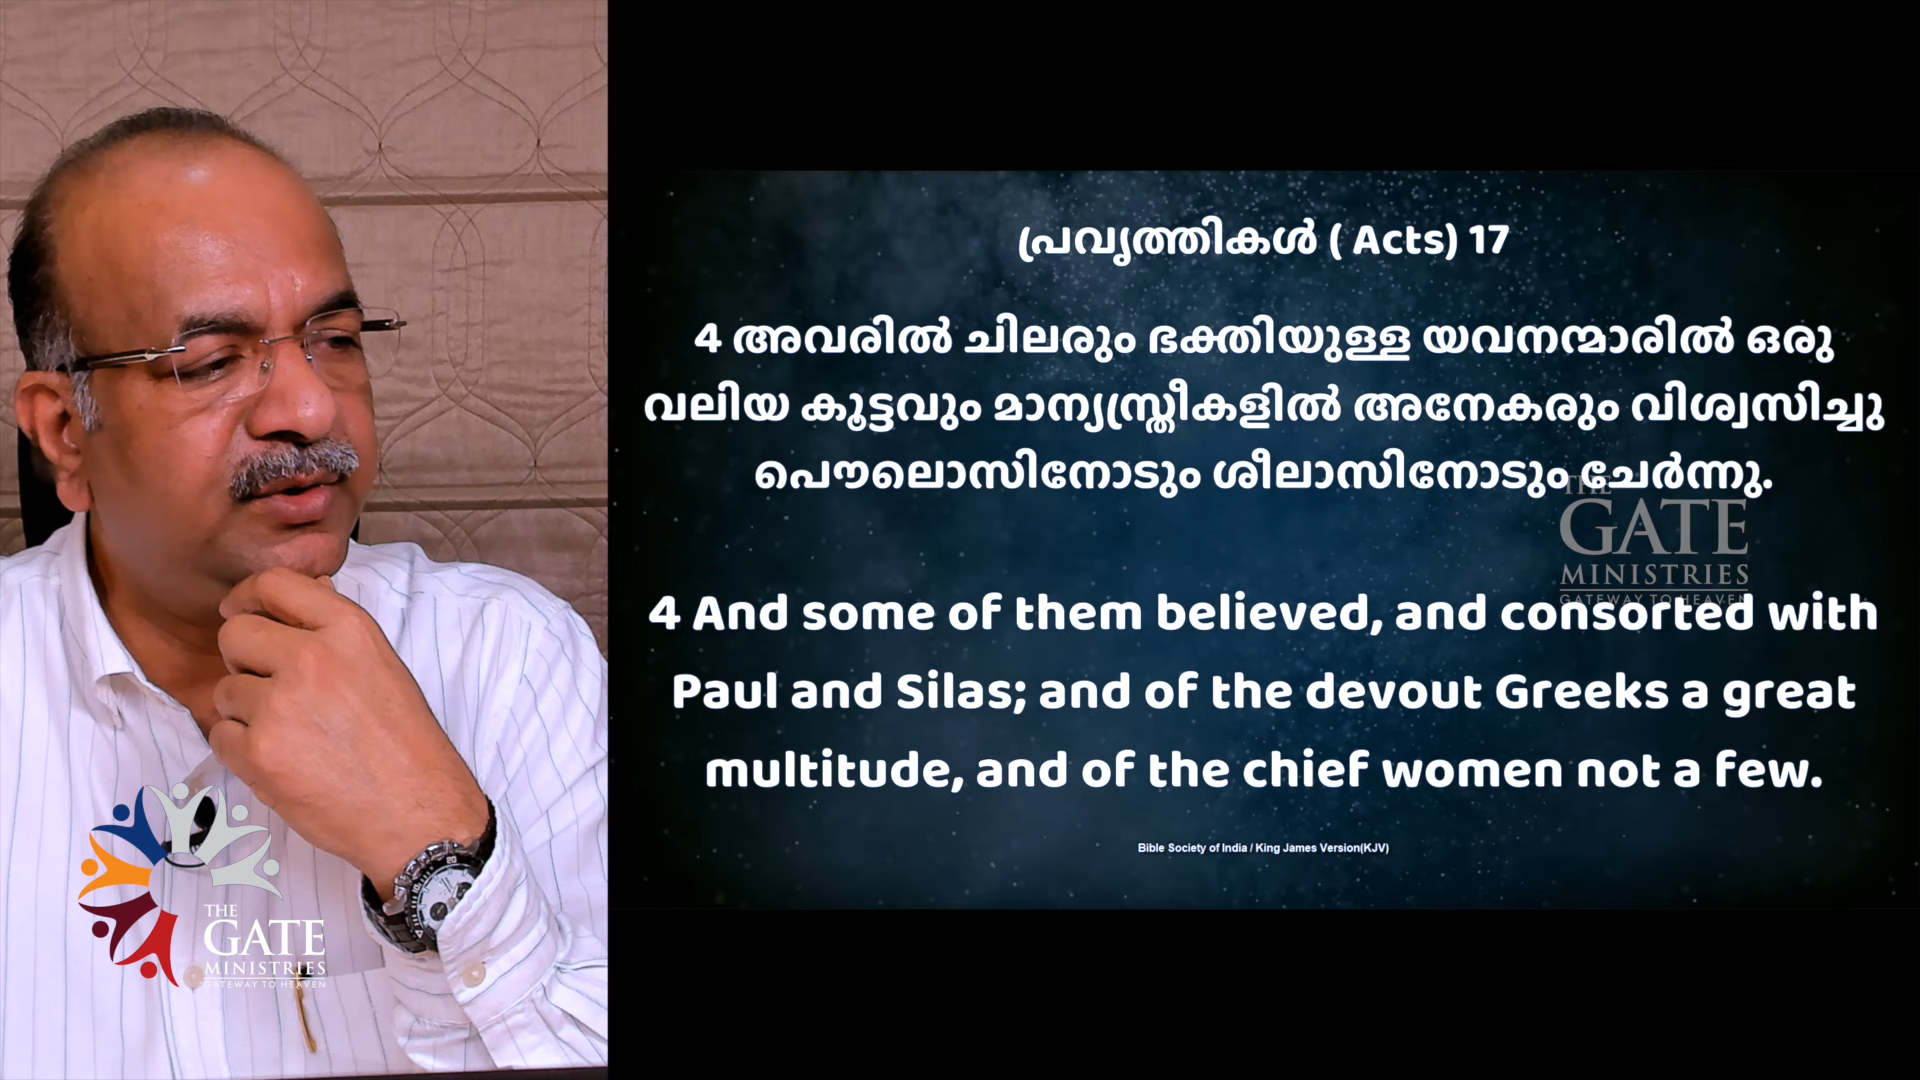 പ്രവൃത്തികൾ ( Acts) 17
4 അവരിൽ ചിലരും ഭക്തിയുള്ള യവനന്മാരിൽ ഒരു
വലിയ കൂട്ടവും മാന്യസ്ത്രീകളിൽ അനേകരും വിശ്വസിച്ചു
പൌലൊസിനോടും ശീലാസിനോടും ചേർന്നു.
THE
GATE
MINISTRIES
GATEWAY TO HEAVEN
4 And some of them believed, and consorted with
Paul and Silas; and of the devout Greeks a great
multitude, and of the chief women not a few.
Bible Society of India / King James Version(KJV)
THE
GATE
MINISTRIES
GATEWAY TO HEAVEN
20